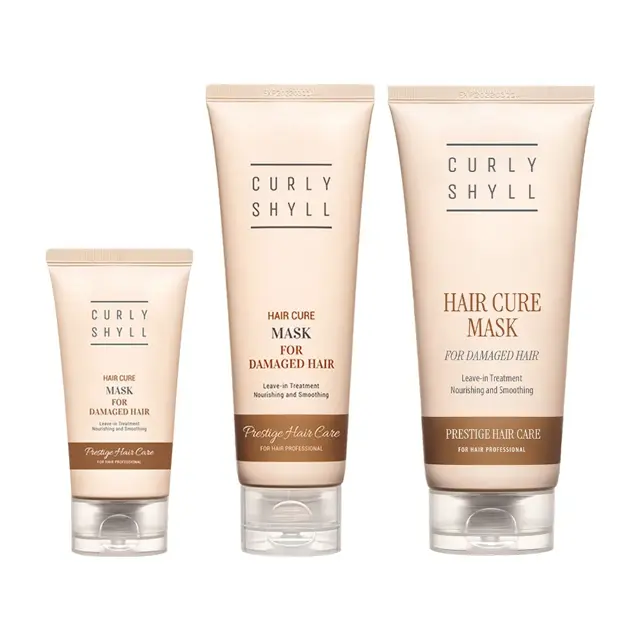 CURLY
SHYLL
HAIR CURE
MASK
FOR
DAMAGED HAIR
Leave-in Treatment
Nourishing and Smoothing
Prestige Hair Care
FOR HAIR PROFESSIONAL
CURLY
SHYLL
HAIR CURE
MASK
FOR
DAMAGED HAIR
Leave-in Treatment
Nourishing and Smoothing
Prestige Hair Care
FOR HAIR PROFESSIONAL
CURLY
SHYLL
HAIR CURE
MASK
FOR DAMAGED HAIR
Leave-in Treatment
Nourishing and Smoothing
PRESTIGE HAIR CARE
FOR HAIR PROFESSIONAL